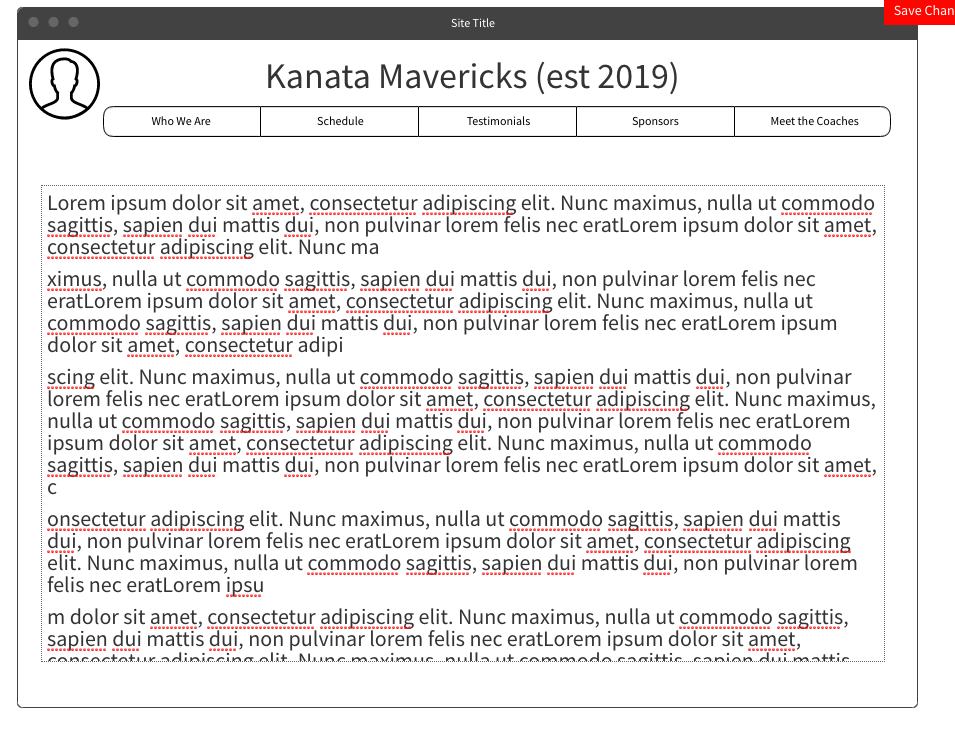 Save Chan
Site Title
Kanata Mavericks (est 2019)
Who We Are
Schedule
Testimonials
Sponsors
Meet the Coaches
Lorem ipsum dolor sit amet, consectetur adipiscing elit. Nunc maximus, nulla ut commodo
sagittis, sapien dui mattis dui, non pulvinar lorem felis nec eratLorem ipsum dolor sit amet,
consectetur adipiscing elit. Nunc ma
ximus, nulla ut commodo sagittis, sapien dui mattis dui, non pulvinar lorem felis nec
eratLorem ipsum dolor sit amet, consectetur adipiscing elit. Nunc maximus, nulla ut
commodo sagittis, sapien dui mattis dui, non pulvinar lorem felis nec eratLorem ipsum
dolor sit amet, consectetur adipi
scing elit. Nunc maximus, nulla ut commodo sagittis, sapien dui mattis dui, non pulvinar
lorem felis nec eratLorem ipsum dolor sit amet, consectetur adipiscing elit. Nunc maximus,
nulla ut commodo sagittis, sapien dui mattis dui, non pulvinar lorem felis nec eratLorem
ipsum dolor sit amet, consectetur adipiscing elit. Nunc maximus, nulla ut commodo
sagittis, sapien dui mattis dui, non pulvinar lorem felis nec eratLorem ipsum dolor sit amet,
c
onsectetur adipiscing elit. Nunc maximus, nulla ut commodo sagittis, sapien dui mattis
dui, non pulvinar lorem felis nec eratLorem ipsum dolor sit amet, consectetur adipiscing
elit. Nunc maximus, nulla ut commodo sagittis, sapien dui mattis dui, non pulvinar lorem
felis nec eratLorem ipsu
m dolor sit amet, consectetur adipiscing elit. Nunc maximus, nulla ut commodo sagittis,
sapien dui mattis dui, non pulvinar lorem felis nec eratLorem ipsum dolor sit amet,
consectetur adipiscing elit. Nunc maximus, nulla ut commodo sagittis, sapien dui mattis